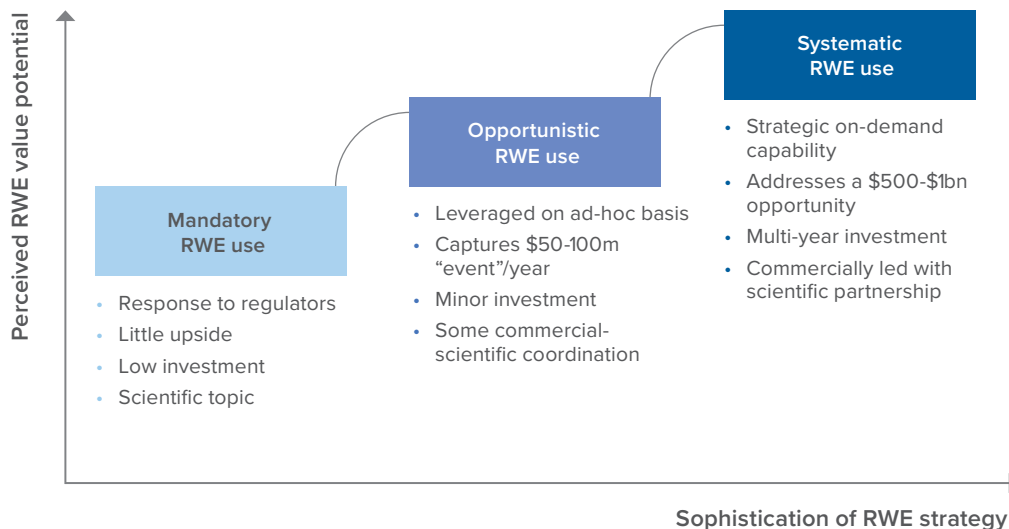 Perceived RWE value potential
Mandatory
RWE use
• Response to regulators
• Little upside
• Low investment
• Scientific topic
Opportunistic
RWE use
• Leveraged on ad-hoc basis
• Captures $50-100m
“event”/year
• Minor investment
• Some commercial-
scientific coordination
Systematic
RWE use
• Strategic on-demand
capability
• Addresses a $500-$1bn
opportunity
• Multi-year investment
• Commercially led with
scientific partnership
Sophistication of RWE strategy